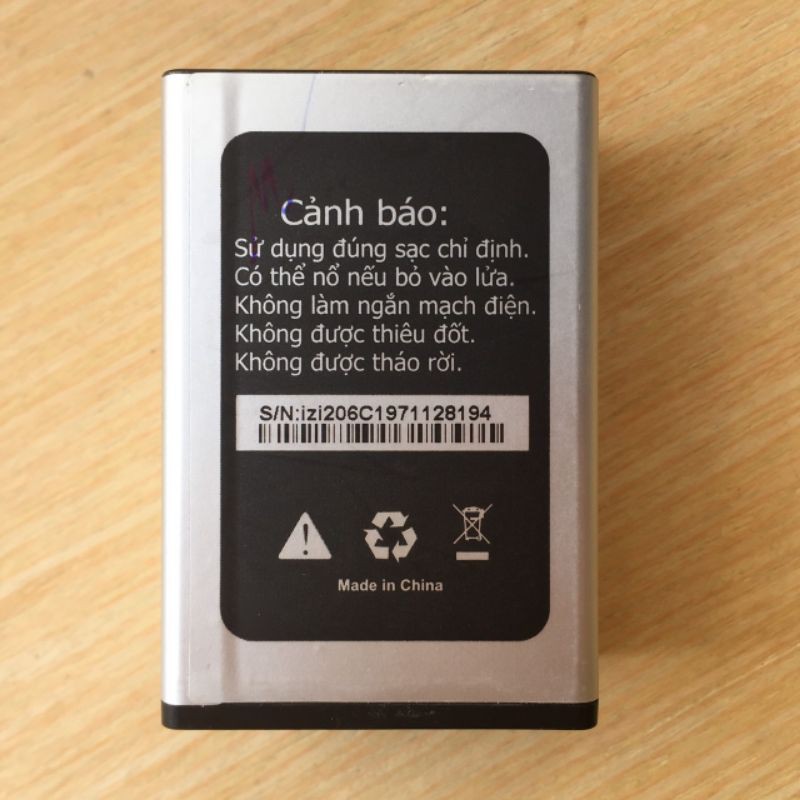 Cảnh báo:
Sử dụng đúng sạc chỉ định.
Có thể nổ nếu bỏ vào lửa.
Không làm ngắn mạch điện.
Không được thiêu đốt.
Không được tháo rời.
S/N:izi206C1971128194
Made in China